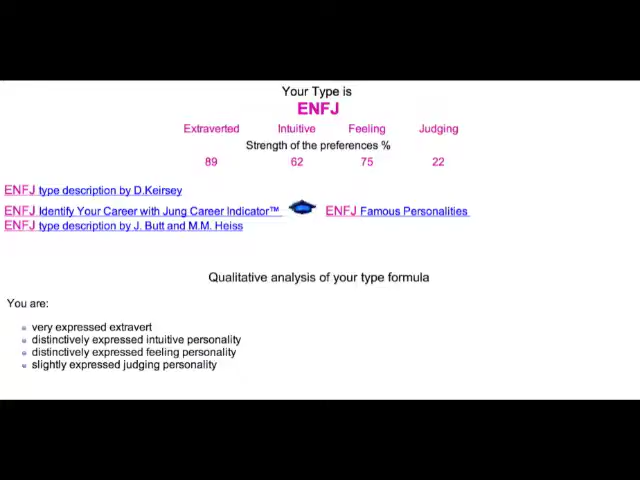 Your Type is
ENFJ
Extraverted Intuitive Feeling Judging
Strength of the preferences %
89 62 75 22
ENFJ type description by D.Keirsey
ENFJ Identify Your Career with Jung Career Indicator™ ENFJ Famous Personalities
ENFJ type description by J. Butt and M.M. Heiss
Qualitative analysis of your type formula
You are:
very expressed extravert
distinctively expressed intuitive personality
distinctively expressed feeling personality
slightly expressed judging personality